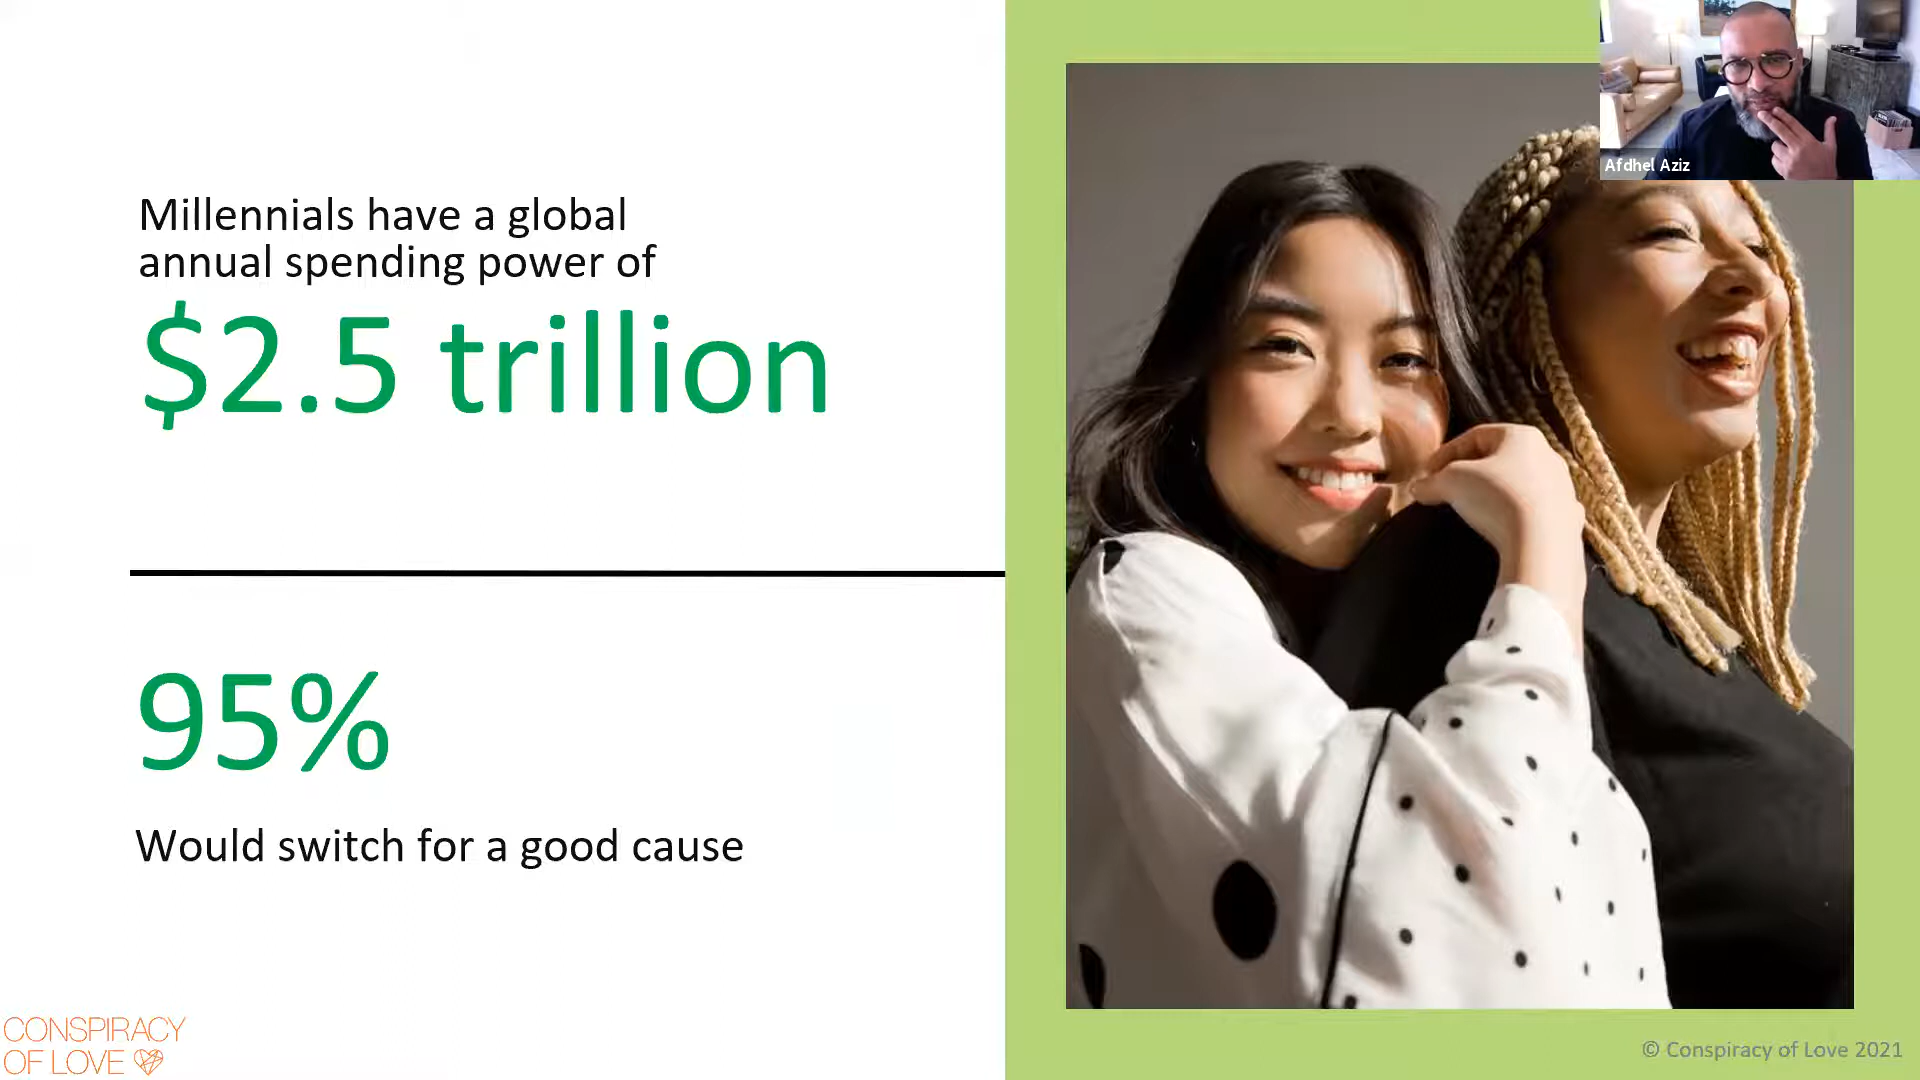 Millennials have a global
annual spending power of
$2.5 trillion
95%
Would switch for a good cause
CONSPIRACY
OF LOVE
Afdhel Aziz
© Conspiracy of Love 2021